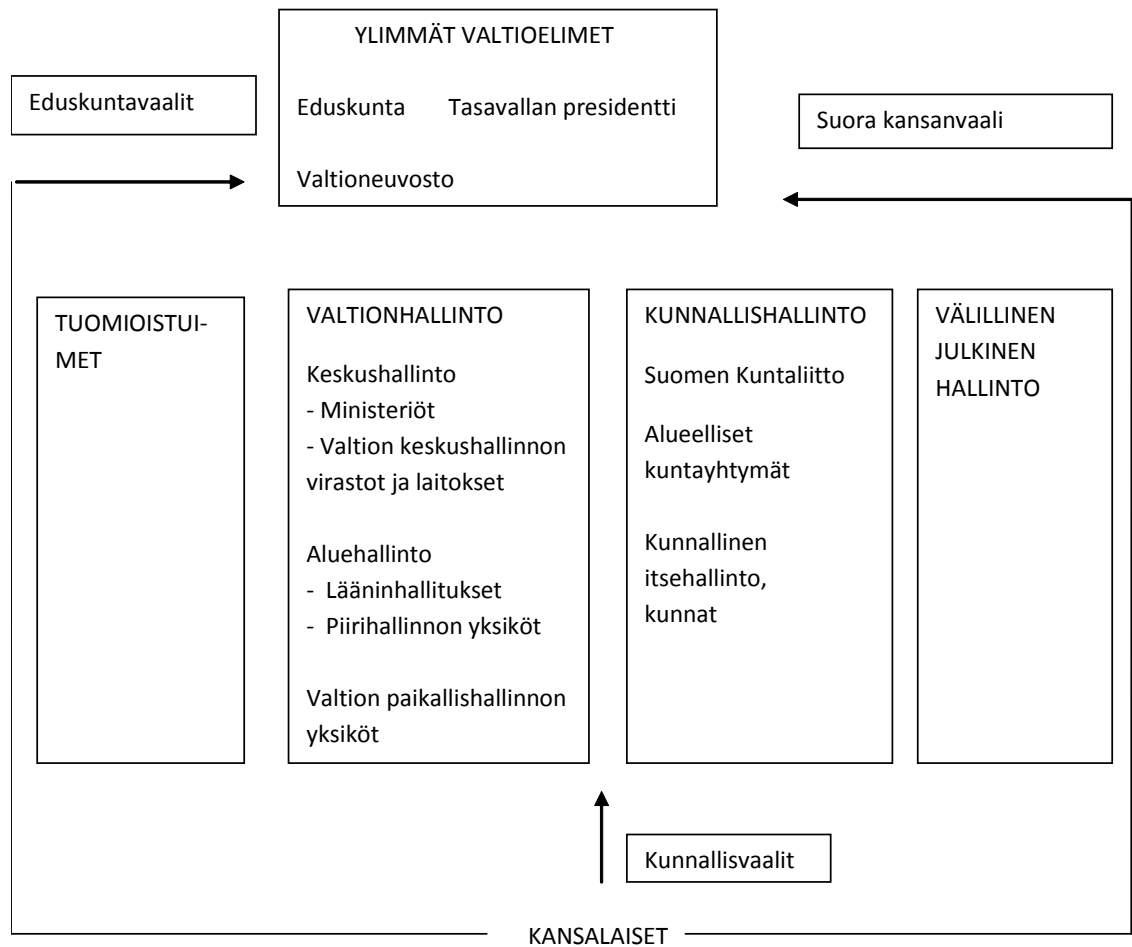 YLIMMÄT VALTIOELIMET
Eduskuntavaalit
Eduskunta Tasavallan presidentti
Suora kansanvaali
Valtioneuvosto
TUOMIOISTUI-
MET
VALTIONHALLINTO
Keskushallinto
- Ministeriöt
- Valtion keskushallinnon
virastot ja laitokset
Aluehallinto
- Lääninhallitukset
- Piirihallinnon yksiköt
Valtion paikallishallinnon
yksiköt
KUNNALLISHALLINTO
Suomen Kuntaliitto
Alueelliset
kuntayhtymät
Kunnallinen
itsehallinto,
kunnat
VÄLILLINEN
JULKINEN
HALLINTO
Kunnallisvaalit
KANSALAISET